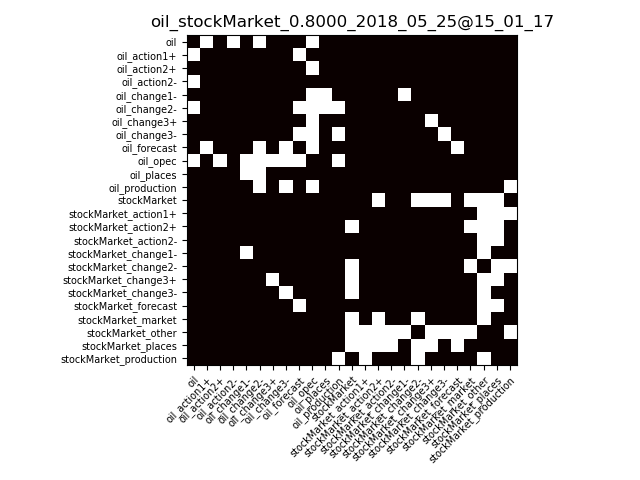 oil_stockMarket_0.8000_2018_05_25@15_01_17
oil
oil_action1+
oil_action2+
oil_action2-
oil_change1-
oil_change2-
oil_change3+
oil_change3-
oil_forecast
oil_opec
oil_places
oil_production
stockMarket
stockMarket_action1+
stockMarket_action2+
stockMarket_action2-
stockMarket_change1-
stockMarket_change2-
stockMarket_change3+
stockMarket_change3-
stockMarket_forecast
stockMarket_market
stockMarket_other
stockMarket_places
stockMarket_production
oil
oil_action1+
oil_action2+
oil_action2-
oil_change1-
oil_change2-
oil_change3+
oil_change3-
oil_forecast
oil_opec
oil_places
oil_production
stockMarket
stockMarket_action1+
stockMarket_action2+
stockMarket_action2-
stockMarket_change1-
stockMarket_change2-
stockMarket_change3+
stockMarket_change3-
stockMarket_forecast
stockMarket_market
stockMarket_other
stockMarket_places
stockMarket_production